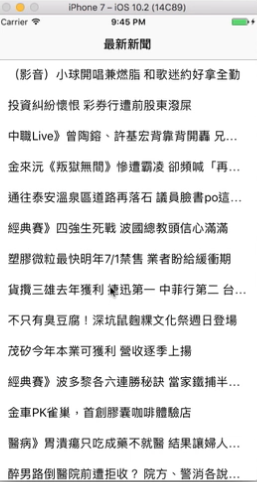 iPhone 7 – iOS 10.2 (14C89)
Carrier 9:45 PM
最新新聞
（影音）小球開唱兼燃脂 和歌迷約好拿全勤
投資糾紛懷恨 彩券行遭前股東潑屎
中職Live》曾陶鎔、許基宏背靠背開轟 兄…
金來沅《叛獄無間》慘遭霸凌 卻頻喊「再…
通往泰安溫泉區道路再落石 議員臉書po這…
經典賽》四強生死戰 波國總教頭信心滿滿
塑膠微粒最快明年7/1禁售 業者盼給緩衝期
貨攬三雄去年獲利 捷迅第一 中菲行第二 台…
不只有臭豆腐！深坑鼠麴粿文化祭週日登場
茂矽今年本業可獲利 營收逐季上揚
經典賽》波多黎各六連勝秘訣 當家鐵捕半…
金車PK雀巢，首創膠囊咖啡體驗店
醫病》胃潰瘍只吃成藥不就醫 結果讓婦人…
醉男路倒醫院前遭拒收？ 院方、警消各說…